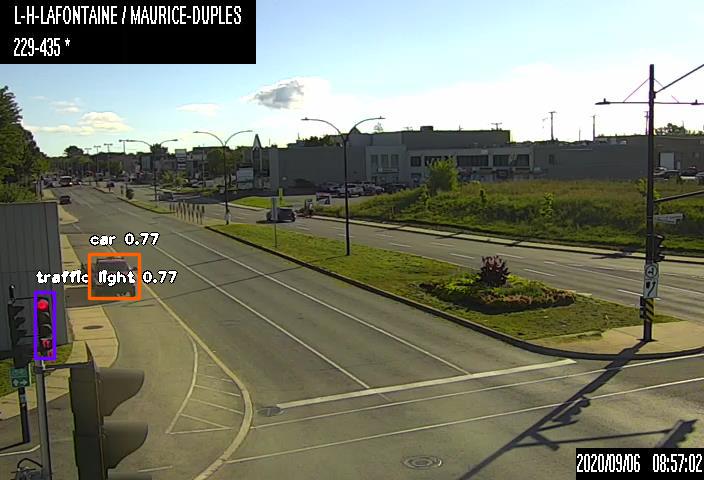 L-H-LAFONTAINE / MAURICE-DUPLES
229-435 *
car 0.77
traffic light 0.77
2020/09/06 08:57:02